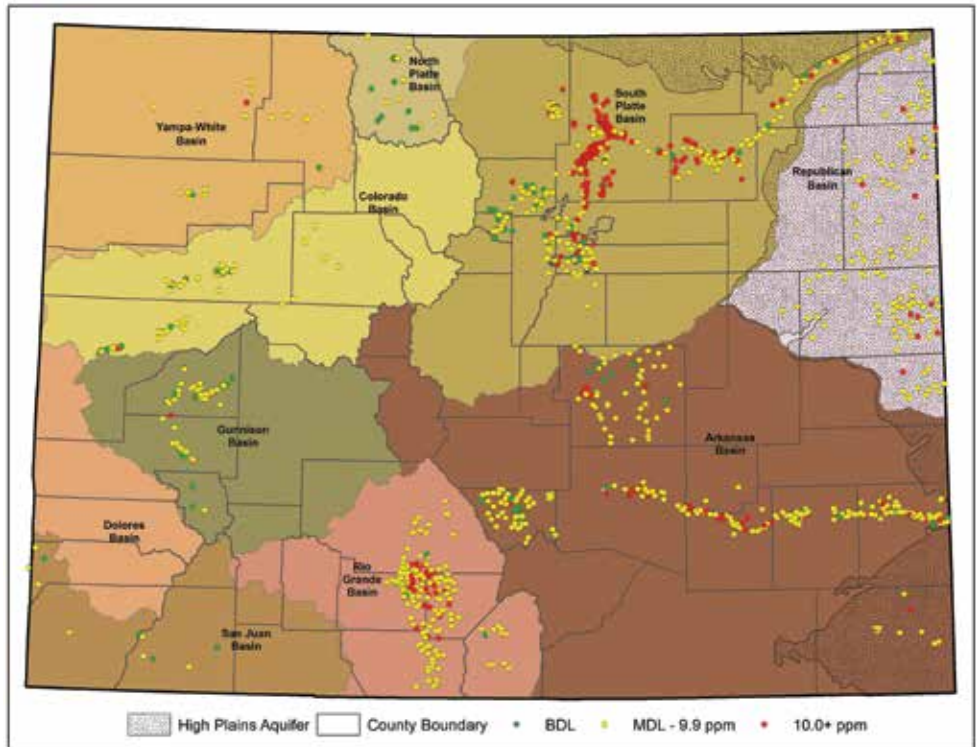 North
Platte
Basin
South
Platte
Basin
Yampa-White
Basin
Republican
Basin
Colorado
Basin
Gunnison
Basin
Arkansas
Basin
Dolores
Basin
Rio
Grande
Basin
San Juan
Basin
High Plains Aquifer County Boundary BDL MDL - 9.9 ppm 10.0+ ppm